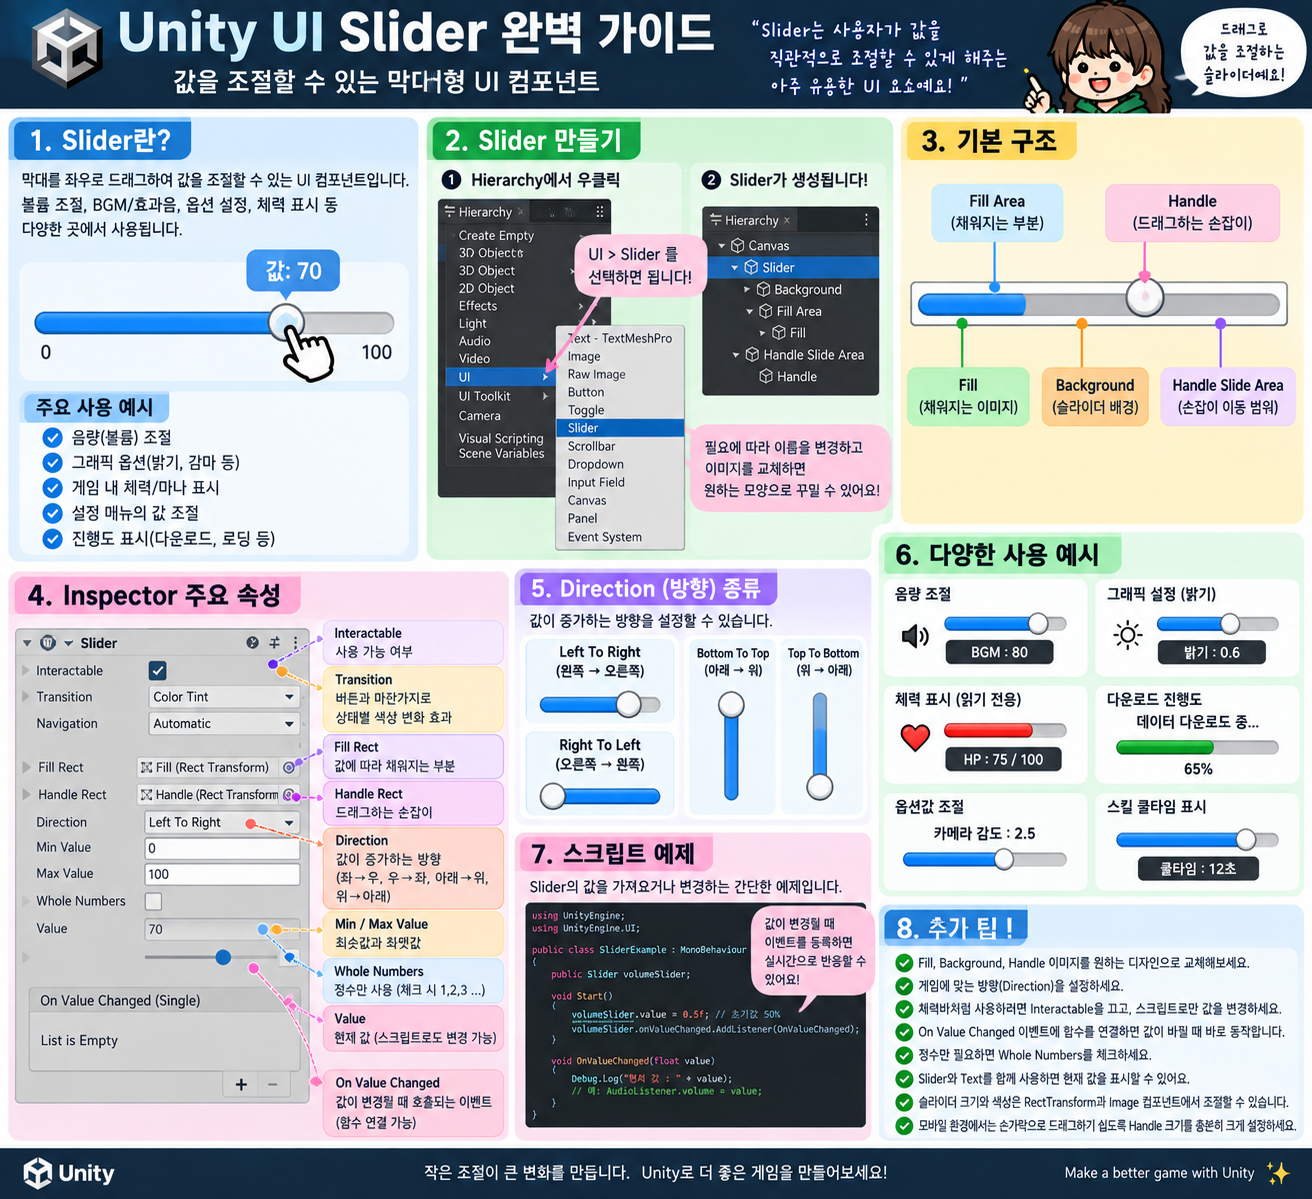 Unity UI Slider 완벽 가이드
값을 조절할 수 있는 막대형 UI 컴포넌트
"Slider는 사용자가 값을
직관적으로 조절할 수 있게 해주는
아주 유용한 UI 요소예요! "
드래그로
값을 조절하는
슬라이더예요!
1. Slider란?
막대를 좌우로 드래그하여 값을 조절할 수 있는 UI 컴포넌트입니다.
볼륨 조절, BGM/효과음, 옵션 설정, 체력 표시 동
다양한 곳에서 사용됩니다.
값: 70
0
100
주요 사용 예시
음량(볼륨) 조절
그래픽 옵션(밝기, 감마 등)
게임 내 체력/마나 표시
설정 매뉴의 값 조절
진행도 표시(다운로드, 로딩 등)
2. Slider 만들기
1 Hierarchy에서 우클릭
Hierarchy ×
Create Empty
3D Object
2D Object
Effects
Light
Audio
Video
UI
UI Toolkit
Camera
Visual Scripting
Scene Variables
UI > Slider 를
선택하면 됩니다!
Text - TextMeshPro
Image
Raw Image
Button
Toggle
Slider
Scrollbar
Dropdown
Input Field
Canvas
Panel
Event System
2 Slider가 생성됩니다!
Hierarchy ×
Canvas
Slider
Background
Fill Area
Fill
Handle Slide Area
Handle
필요에 따라 이름을 변경하고
이미지를 교체하면
원하는 모양으로 꾸밀 수 있어요!
3. 기본 구조
Fill Area
(채워지는 부분)
Handle
(드래그하는 손잡이)
Fill
(채워지는 이미지)
Background
(슬라이더 배경)
Handle Slide Area
(손잡이 이동 범위)
4. Inspector 주요 속성
Slider
Interactable
Transition Color Tint
Navigation Automatic
Fill Rect Fill (Rect Transform)
Handle Rect Handle (Rect Transform
Direction Left To Right
Min Value 0
Max Value 100
Whole Numbers
Value 70
On Value Changed (Single)
List is Empty
+ −
Interactable
사용 가능 여부
Transition
버튼과 마찬가지로
상태별 색상 변화 효과
Fill Rect
값에 따라 채워지는 부분
Handle Rect
드래그하는 손잡이
Direction
값이 증가하는 방향
(좌→우, 우→좌, 아래→위,
위→아래)
Min / Max Value
최솟값과 최댓값
Whole Numbers
정수만 사용 (체크 시 1,2,3 ...)
Value
현재 값 (스크립트로도 변경 가능)
On Value Changed
값이 변경될 때 호출되는 이벤트
(함수 연결 가능)
5. Direction (방향) 종류
값이 증가하는 방향을 설정할 수 있습니다.
Left To Right
(왼쪽 → 오른쪽)
Right To Left
(오른쪽 → 왼쪽)
Bottom To Top
(아래 → 위)
Top To Bottom
(위 → 아래)
6. 다양한 사용 예시
음량 조절
BGM : 80
그래픽 설정 (밝기)
밝기 : 0.6
체력 표시 (읽기 전용)
HP : 75 / 100
다운로드 진행도
데이터 다운로드 중...
65%
옵션값 조절
카메라 감도 : 2.5
스킬 쿨타임 표시
쿨타임 : 12초
7. 스크립트 예제
Slider의 값을 가져요거나 변경하는 간단한 예제입니다.
using UnityEngine;
using UnityEngine.UI;
public class SliderExample : MonoBehaviour
{
public Slider volumeSlider;
void Start()
{
volumeSlider.value = 0.5f; // 초기값 50%
volumeSlider.onValueChanged.AddListener(OnValueChanged);
}
void OnValueChanged(float value)
{
Debug.Log(" 값 : " + value);
// 예: AudioListener.volume = value;
}
}
값이 변경될 때
이벤트를 등록하면
실시간으로 반응할 수
있어요!
8. 추가 팁 !
Fill, Background, Handle 이미지를 원하는 디자인으로 교체해보세요.
게임에 맞는 방향(Direction)을 설정하세요.
체력바처럼 사용하려면 Interactable을 끄고, 스크립트로만 값을 변경하세요.
On Value Changed 이벤트에 함수를 연결하면 값이 바뀔 때 바로 동작합니다.
정수만 필요하면 Whole Numbers를 체크하세요.
Slider와 Text를 함께 사용하면 현재 값을 표시할 수 있어요.
슬라이더 크기와 색상은 RectTransform과 Image 컴포넌트에서 조절할 수 있습니다.
모바일 환경에서는 손가락으로 드래그하기 쉽도록 Handle 크기를 충분히 크게 설정하세요.
Unity
작은 조절이 큰 변화를 만듭니다. Unity로 더 좋은 게임을 만들어보세요!
Make a better game with Unity